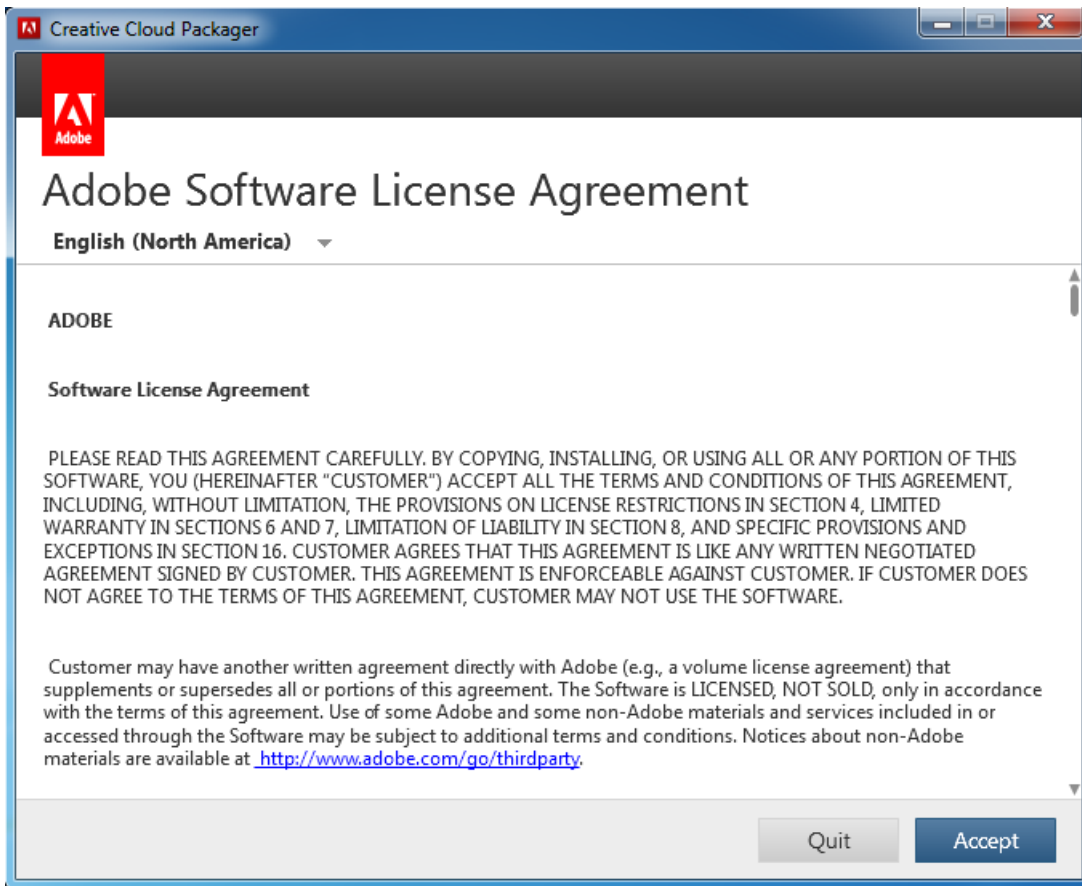 Creative Cloud Packager
Adobe
Adobe Software License Agreement
English (North America)
ADOBE
Software License Agreement
PLEASE READ THIS AGREEMENT CAREFULLY. BY COPYING, INSTALLING, OR USING ALL OR ANY PORTION OF THIS
SOFTWARE, YOU (HEREINAFTER "CUSTOMER") ACCEPT ALL THE TERMS AND CONDITIONS OF THIS AGREEMENT,
INCLUDING, WITHOUT LIMITATION, THE PROVISIONS ON LICENSE RESTRICTIONS IN SECTION 4, LIMITED
WARRANTY IN SECTIONS 6 AND 7, LIMITATION OF LIABILITY IN SECTION 8, AND SPECIFIC PROVISIONS AND
EXCEPTIONS IN SECTION 16. CUSTOMER AGREES THAT THIS AGREEMENT IS LIKE ANY WRITTEN NEGOTIATED
AGREEMENT SIGNED BY CUSTOMER. THIS AGREEMENT IS ENFORCEABLE AGAINST CUSTOMER. IF CUSTOMER DOES
NOT AGREE TO THE TERMS OF THIS AGREEMENT, CUSTOMER MAY NOT USE THE SOFTWARE.
Customer may have another written agreement directly with Adobe (e.g., a volume license agreement) that
supplements or supersedes all or portions of this agreement. The Software is LICENSED, NOT SOLD, only in accordance
with the terms of this agreement. Use of some Adobe and some non-Adobe materials and services included in or
accessed through the Software may be subject to additional terms and conditions. Notices about non-Adobe
materials are available at http://www.adobe.com/go/thirdparty.
Quit
Accept